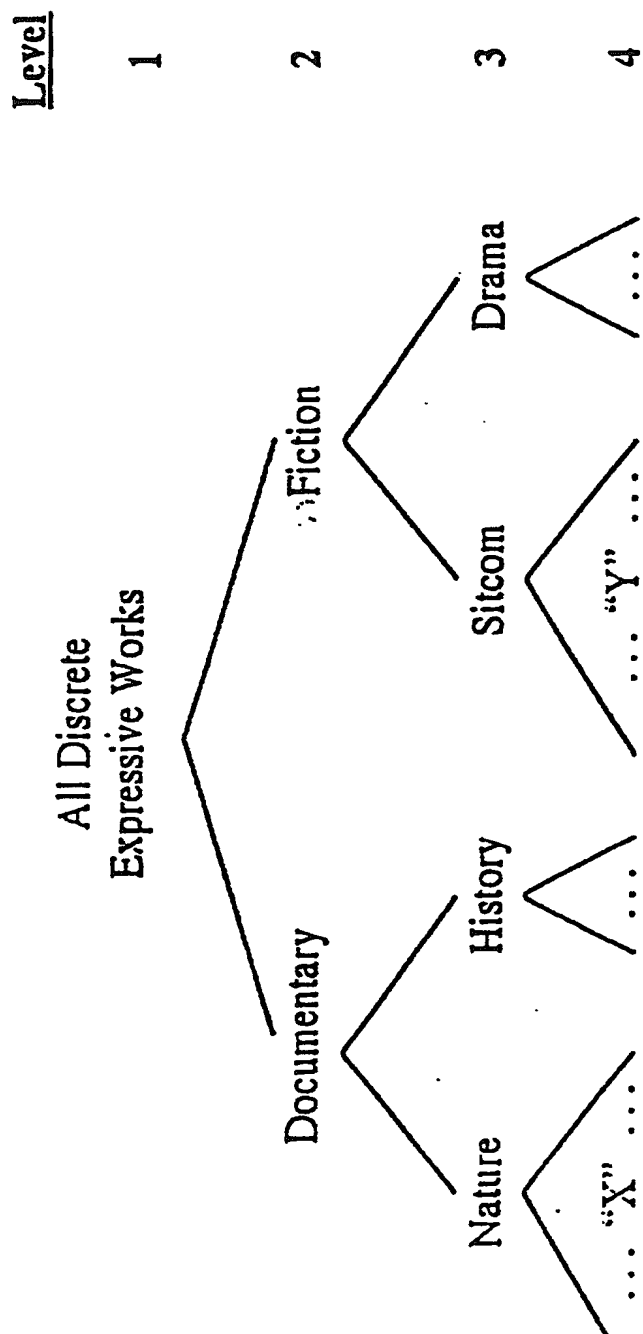 Level
All Discrete
Expressive Works
1
Documentary
Fiction
2
Nature
History
Sitcom
Drama
3
... "X" ...
...
... "Y" ...
...
4